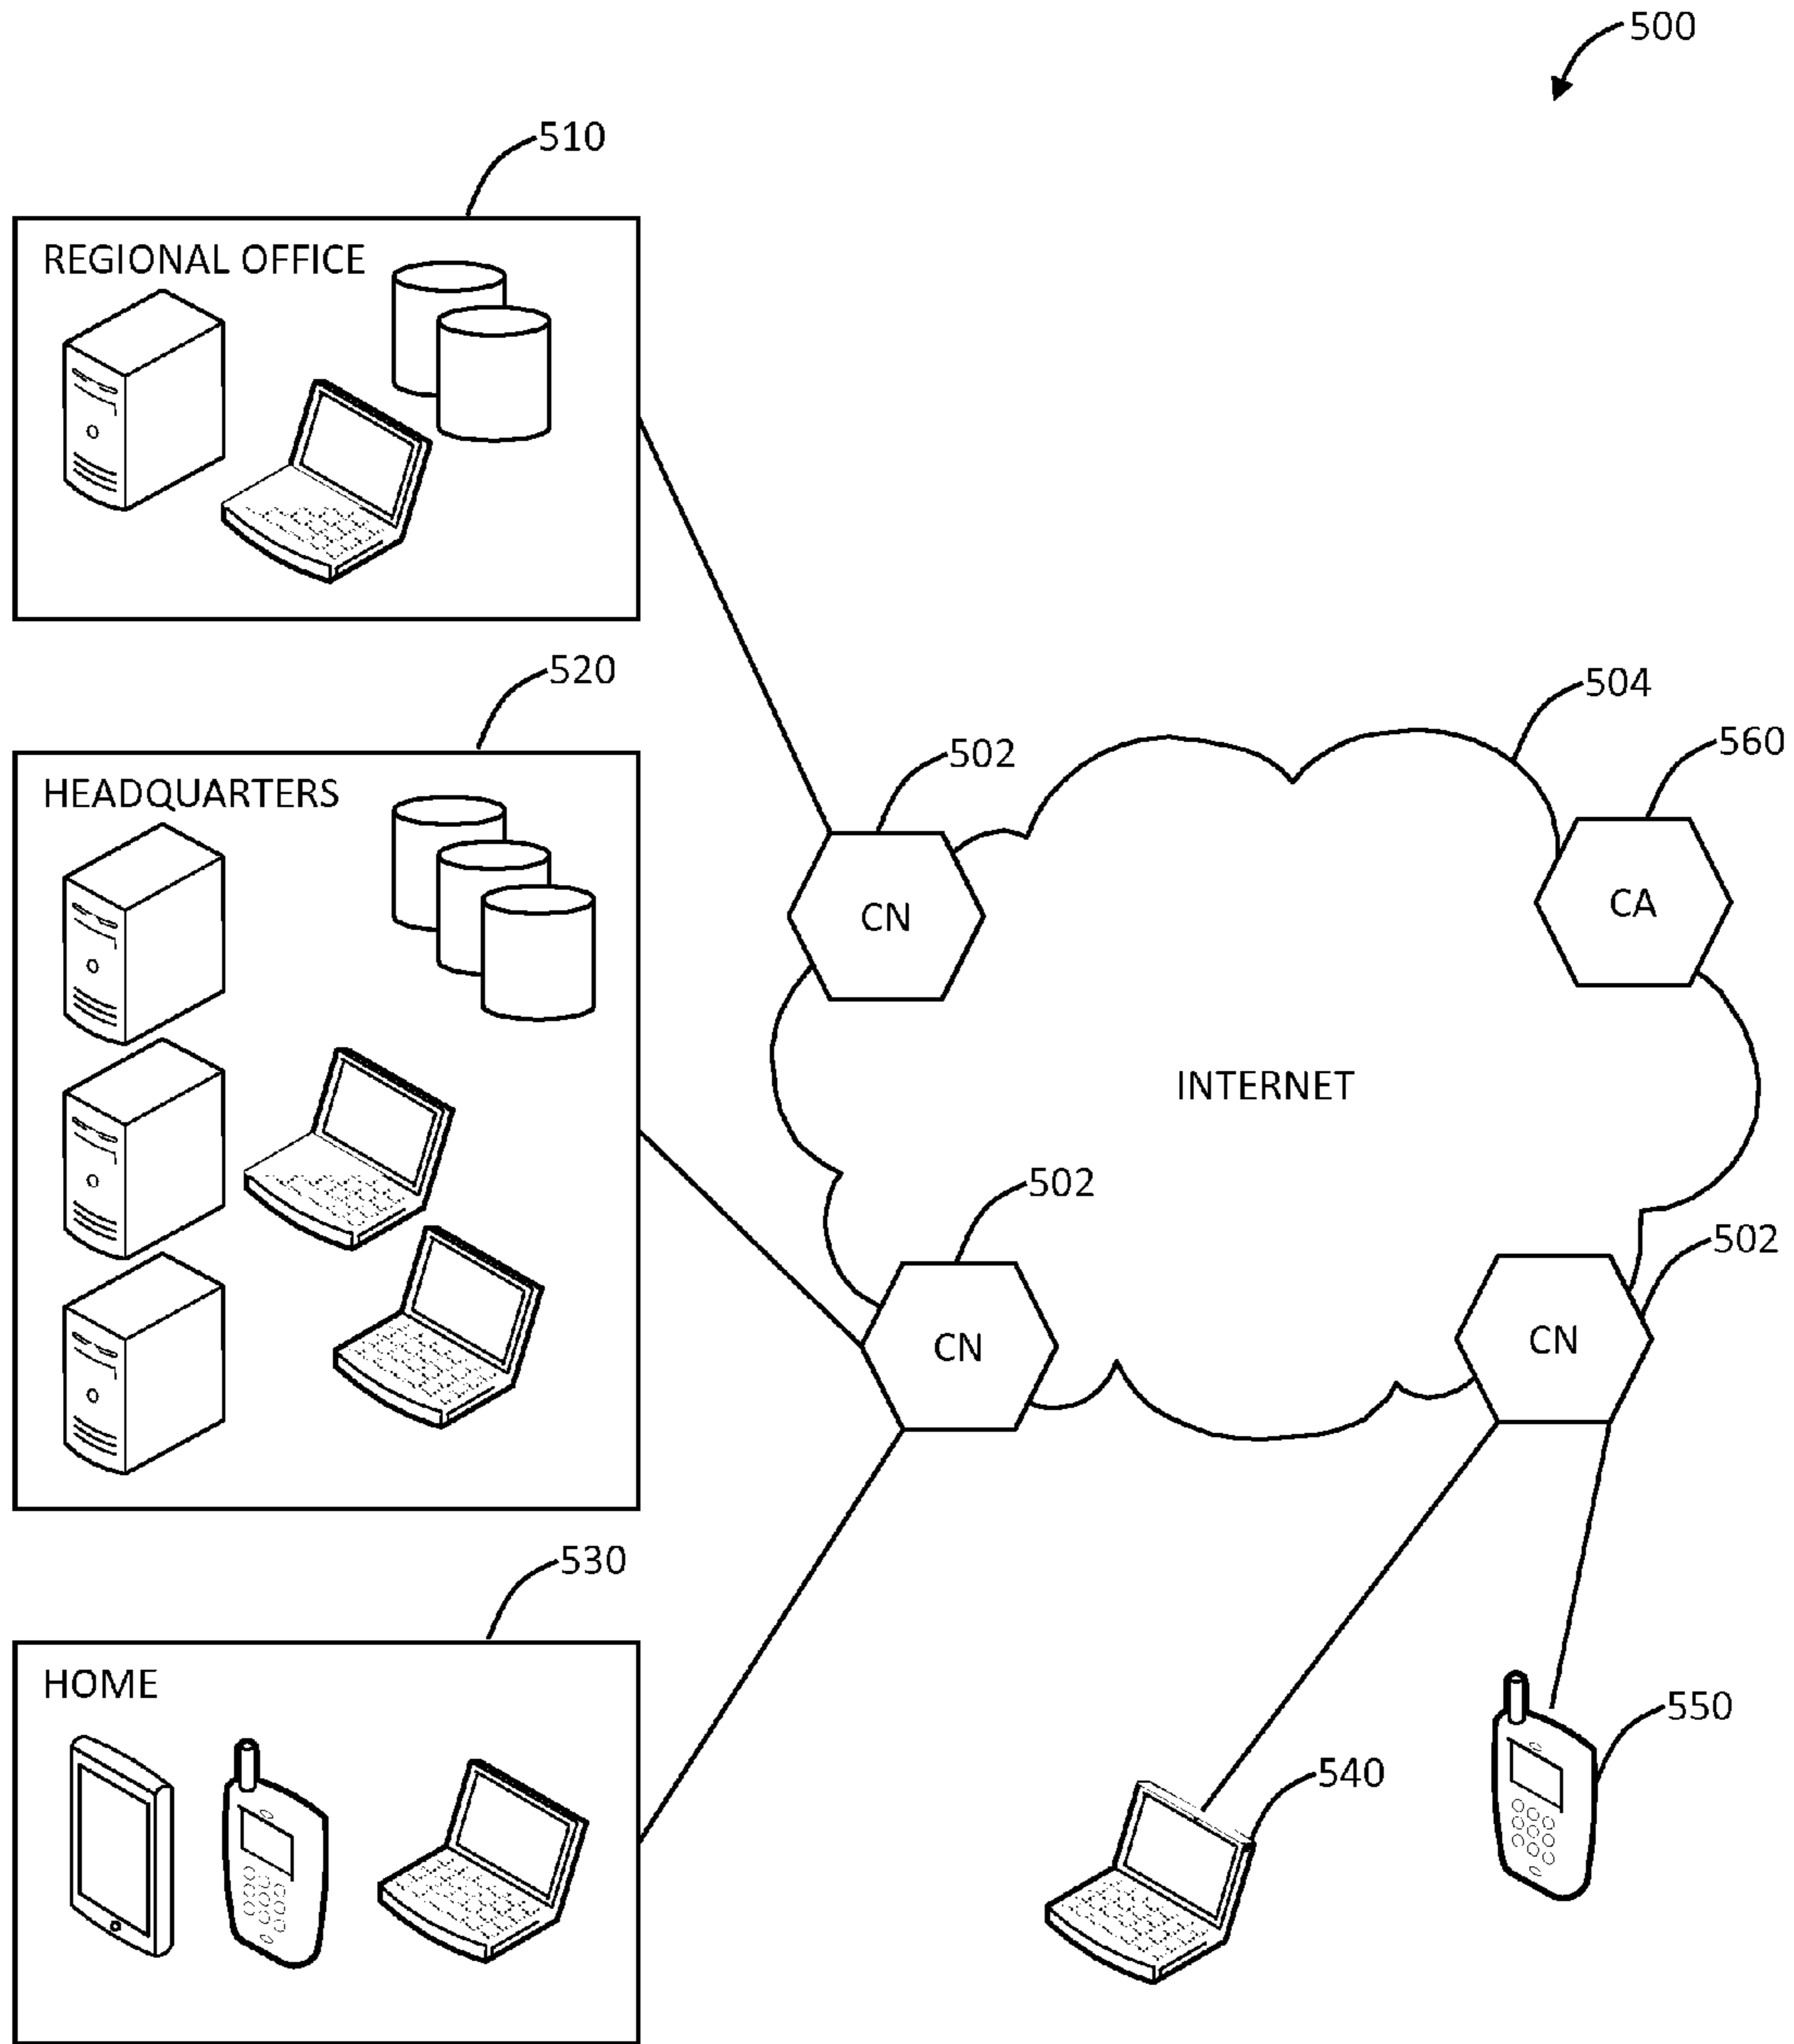 500
510
REGIONAL OFFICE
520
HEADQUARTERS
504
502
560
CN
CA
INTERNET
502
502
CN
CN
530
HOME
550
540